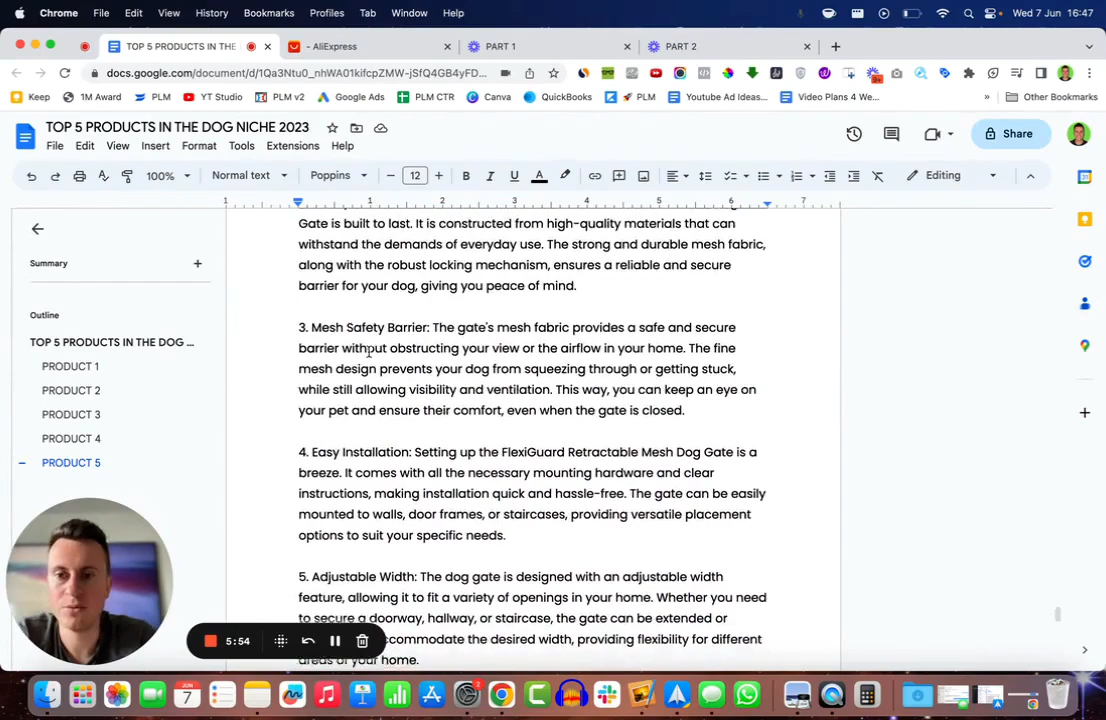 Chrome File Edit View History Bookmarks Profiles Tab Window Help Wed 7 Jun 16:47
TOP 5 PRODUCTS IN THE - AliExpress PART 1 PART 2
docs.google.com/document/d/1Qa3Ntu0_nhWA01kifcpZMW-jSfQ4GB4yFD...
Keep 1M Award PLM YT Studio PLM v2 Google Ads PLM CTR Canva QuickBooks PLM Youtube Ad Ideas... Video Plans 4 We... » Other Bookmarks
TOP 5 PRODUCTS IN THE DOG NICHE 2023
File Edit View Insert Format Tools Extensions Help
Share
100% Normal text Poppins 12 Editing
1 1 2 3 4 5 6 7
Summary
Outline
TOP 5 PRODUCTS IN THE DOG ...
PRODUCT 1
PRODUCT 2
PRODUCT 3
PRODUCT 4
PRODUCT 5
Gate is built to last. It is constructed from high-quality materials that can
withstand the demands of everyday use. The strong and durable mesh fabric,
along with the robust locking mechanism, ensures a reliable and secure
barrier for your dog, giving you peace of mind.
3. Mesh Safety Barrier: The gate's mesh fabric provides a safe and secure
barrier without obstructing your view or the airflow in your home. The fine
mesh design prevents your dog from squeezing through or getting stuck,
while still allowing visibility and ventilation. This way, you can keep an eye on
your pet and ensure their comfort, even when the gate is closed.
4. Easy Installation: Setting up the FlexiGuard Retractable Mesh Dog Gate is a
breeze. It comes with all the necessary mounting hardware and clear
instructions, making installation quick and hassle-free. The gate can be easily
mounted to walls, door frames, or staircases, providing versatile placement
options to suit your specific needs.
5. Adjustable Width: The dog gate is designed with an adjustable width
feature, allowing it to fit a variety of openings in your home. Whether you need
to secure a doorway, hallway, or staircase, the gate can be extended or
accommodate the desired width, providing flexibility for different
areas of your home.
5:54